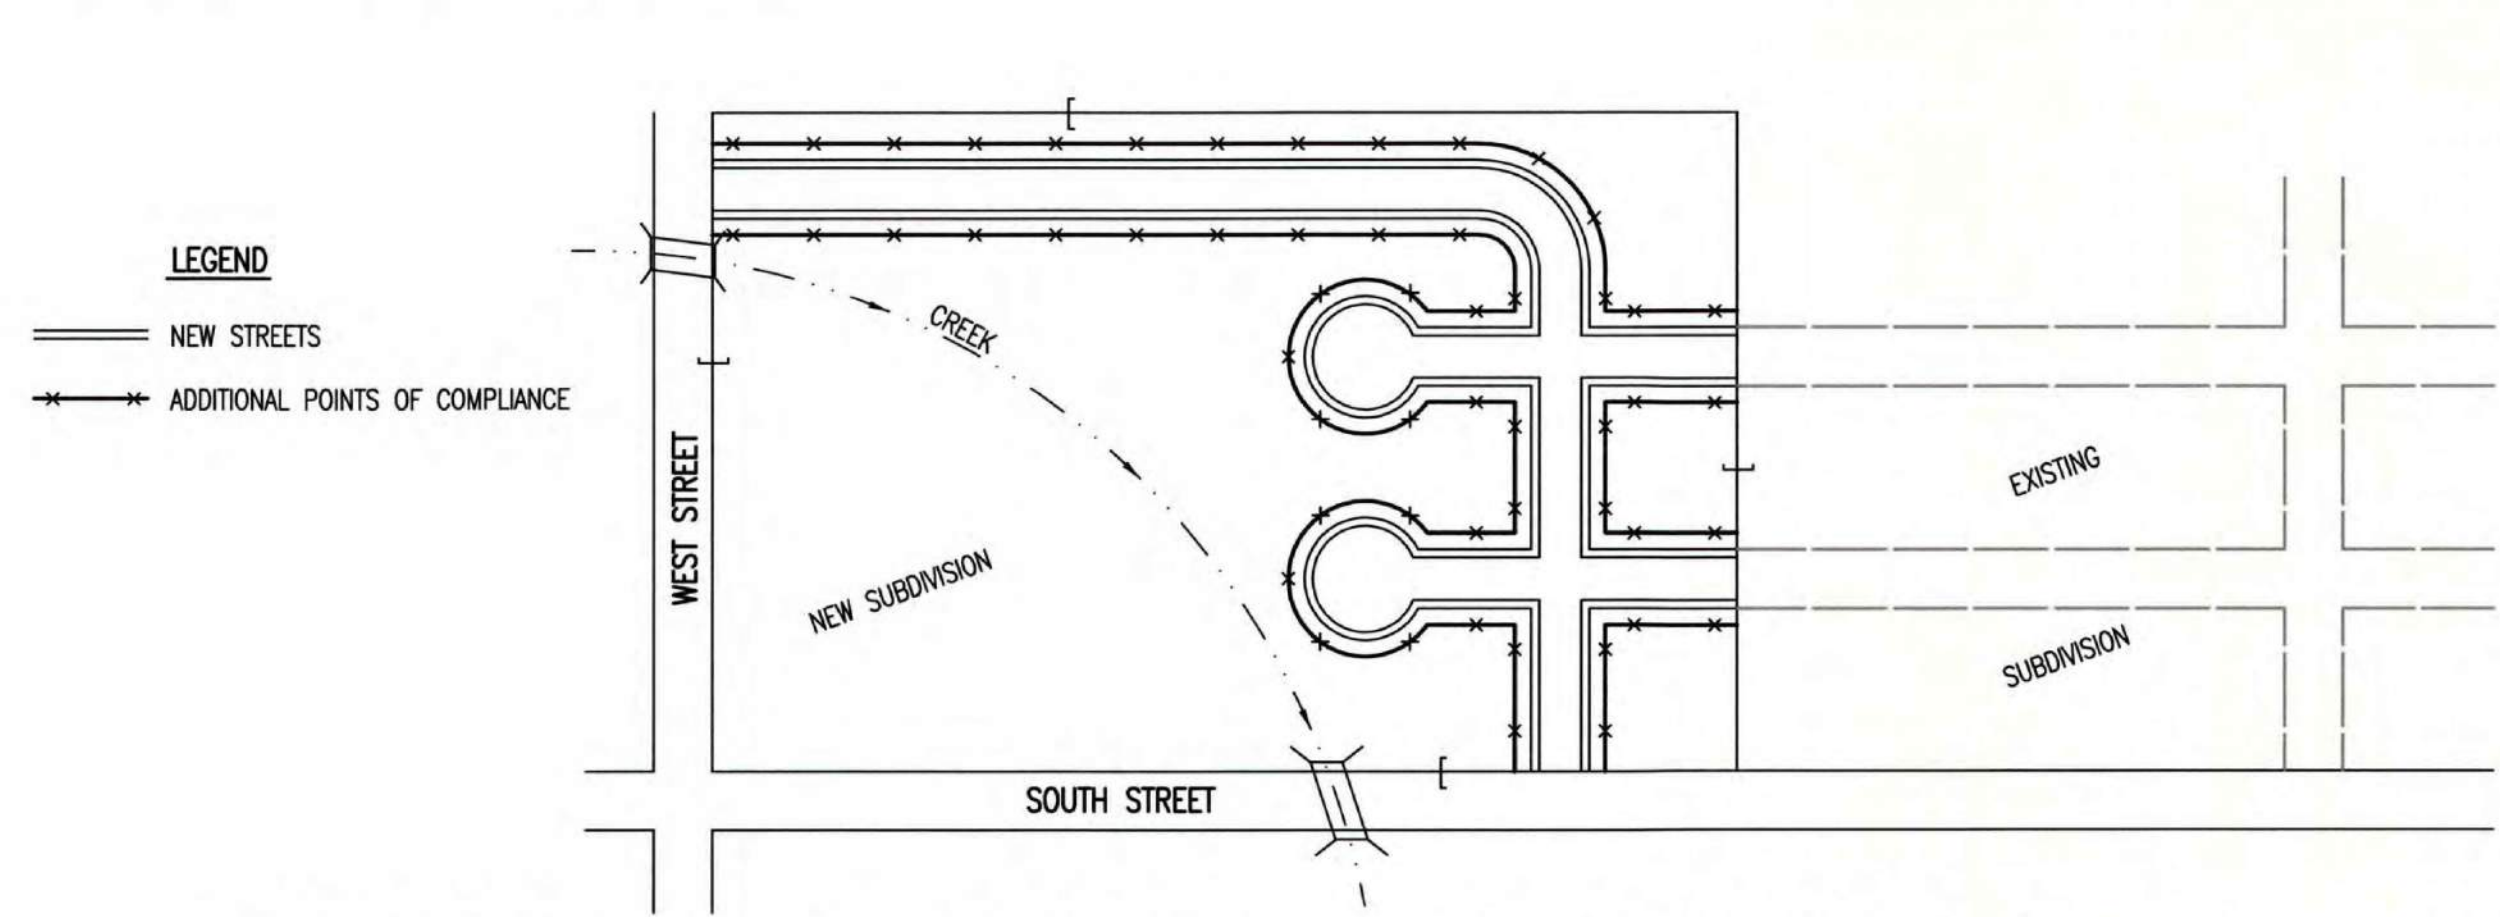 LEGEND
NEW STREETS
ADDITIONAL POINTS OF COMPLIANCE
WEST STREET
CREEK
NEW SUBDIVISION
SOUTH STREET
EXISTING
SUBDIVISION